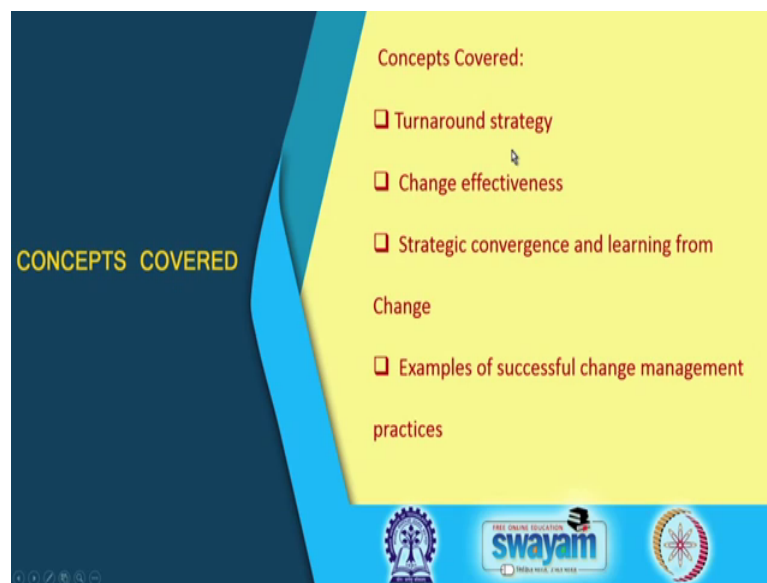 CONCEPTS COVERED
Concepts Covered:
❑ Turnaround strategy
❑ Change effectiveness
❑ Strategic convergence and learning from
Change
❑ Examples of successful change management
practices
FREE ONLINE EDUCATION
swayam